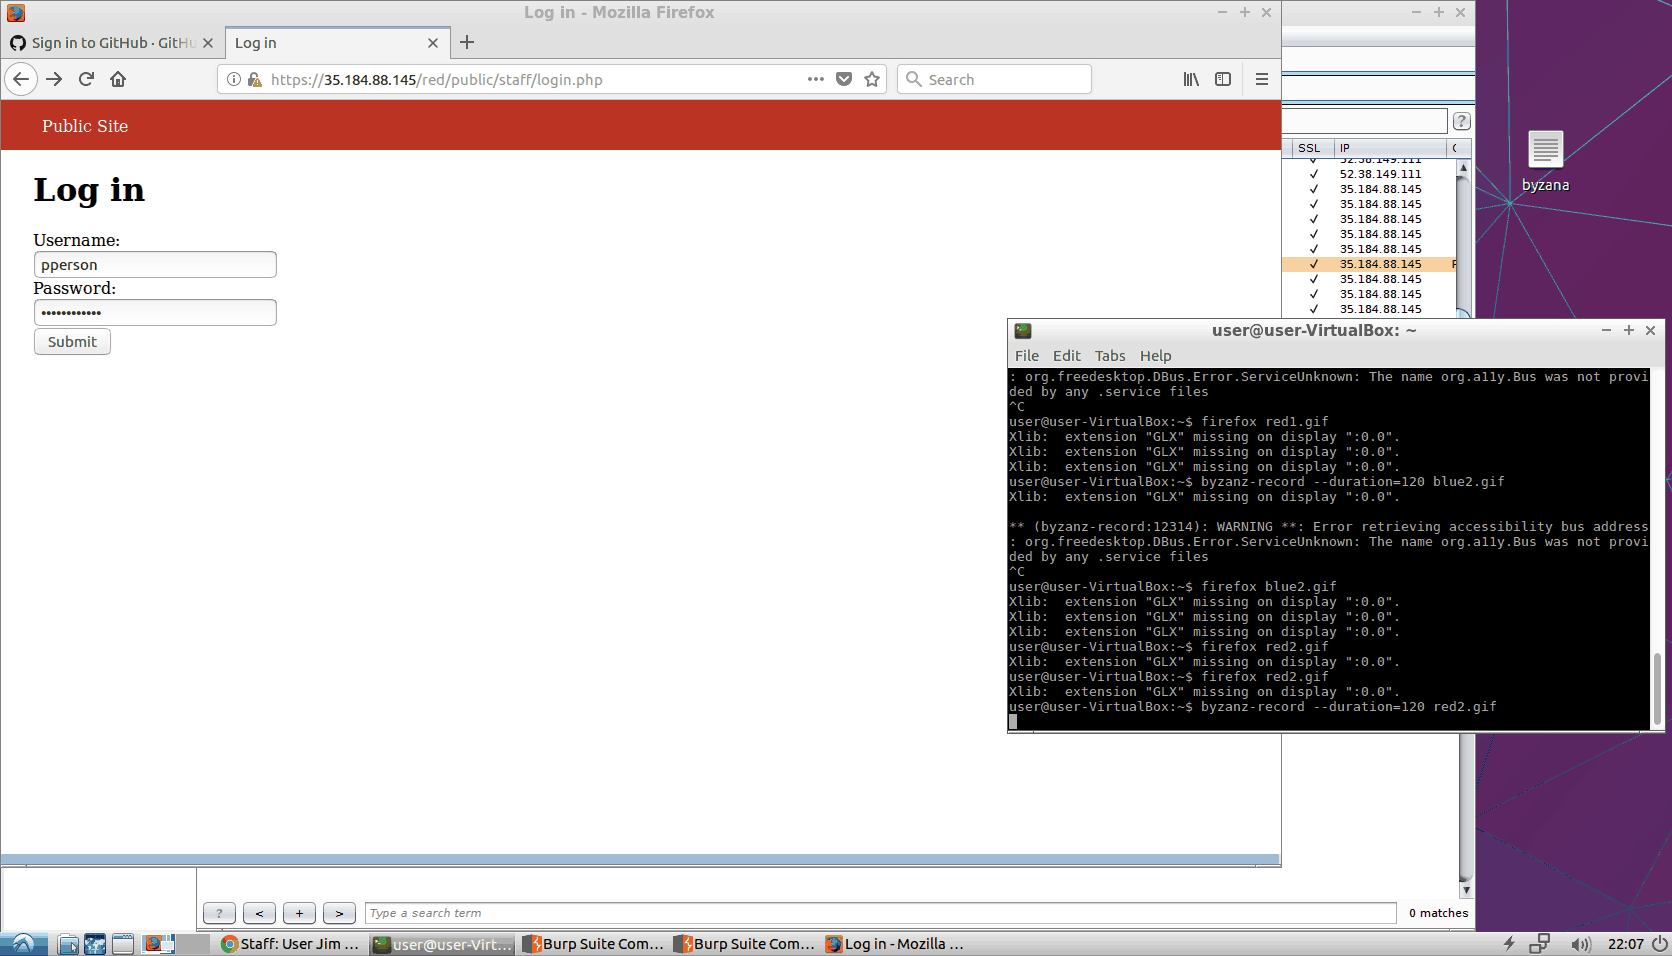 Log in - Mozilla Firefox
Sign in to GitHub · GitHu
Log in
https://35.184.88.145/red/public/staff/login.php
Search
Public Site
Log in
Username:
pperson
Password:
••••••••••••
Submit
?
SSL IP
52.38.149.111
52.38.149.111
35.184.88.145
35.184.88.145
35.184.88.145
35.184.88.145
35.184.88.145
35.184.88.145
35.184.88.145
35.184.88.145
35.184.88.145
byzana
user@user-VirtualBox: ~
File Edit Tabs Help
: org.freedesktop.DBus.Error.ServiceUnknown: The name org.a11y.Bus was not provi
ded by any .service files
^C
user@user-VirtualBox:~$ firefox red1.gif
Xlib:  extension "GLX" missing on display ":0.0".
Xlib:  extension "GLX" missing on display ":0.0".
Xlib:  extension "GLX" missing on display ":0.0".
user@user-VirtualBox:~$ byzanz-record --duration=120 blue2.gif
Xlib:  extension "GLX" missing on display ":0.0".
** (byzanz-record:12314): WARNING **: Error retrieving accessibility bus address
: org.freedesktop.DBus.Error.ServiceUnknown: The name org.a11y.Bus was not provi
ded by any .service files
^C
user@user-VirtualBox:~$ firefox blue2.gif
Xlib:  extension "GLX" missing on display ":0.0".
Xlib:  extension "GLX" missing on display ":0.0".
Xlib:  extension "GLX" missing on display ":0.0".
user@user-VirtualBox:~$ firefox red2.gif
Xlib:  extension "GLX" missing on display ":0.0".
user@user-VirtualBox:~$ firefox red2.gif
Xlib:  extension "GLX" missing on display ":0.0".
user@user-VirtualBox:~$ byzanz-record --duration=120 red2.gif
? < + > Type a search term 0 matches
Staff: User Jim ... user@user-Virt... Burp Suite Com... Burp Suite Com... Log in - Mozilla ... 22:07